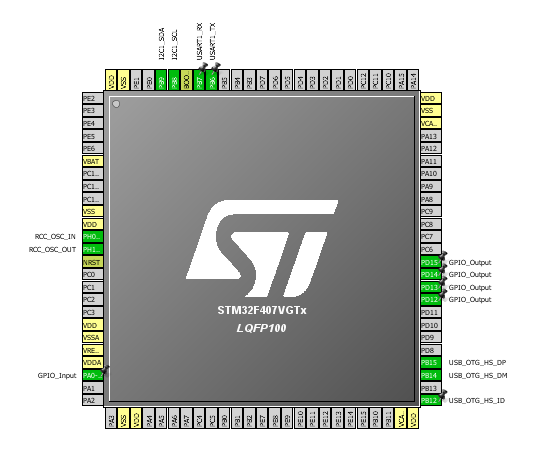 I2C1_SDA
I2C1_SCL
USART1_RX
USART1_TX
VDD
VSS
PE1
PE0
PB9
PB8
BOO..
PB7
PB6
PB5
PB4
PB3
PD7
PD6
PD5
PD4
PD3
PD2
PD1
PD0
PC12
PC11
PC10
PA15
PA14
PE2
PE3
PE4
PE5
PE6
VBAT
PC1..
PC1..
PC1..
VSS
VDD
RCC_OSC_IN PH0..
RCC_OSC_OUT PH1..
NRST
PC0
PC1
PC2
PC3
VDD
VSSA
VRE..
VDDA
GPIO_Input PA0-..
PA1
PA2
STM32F407VGTx
LQFP100
VDD
VSS
VCA..
PA13
PA12
PA11
PA10
PA9
PA8
PC9
PC8
PC7
PC6
PD15 GPIO_Output
PD14 GPIO_Output
PD13 GPIO_Output
PD12 GPIO_Output
PD11
PD10
PD9
PD8
PB15 USB_OTG_HS_DP
PB14 USB_OTG_HS_DM
PB13
PB12 USB_OTG_HS_ID
PA3
VSS
VDD
PA4
PA5
PA6
PA7
PC4
PC5
PB0
PB1
PB2
PE7
PE8
PE9
PE10
PE11
PE12
PE13
PE14
PE15
PB10
PB11
VCA..
VDD